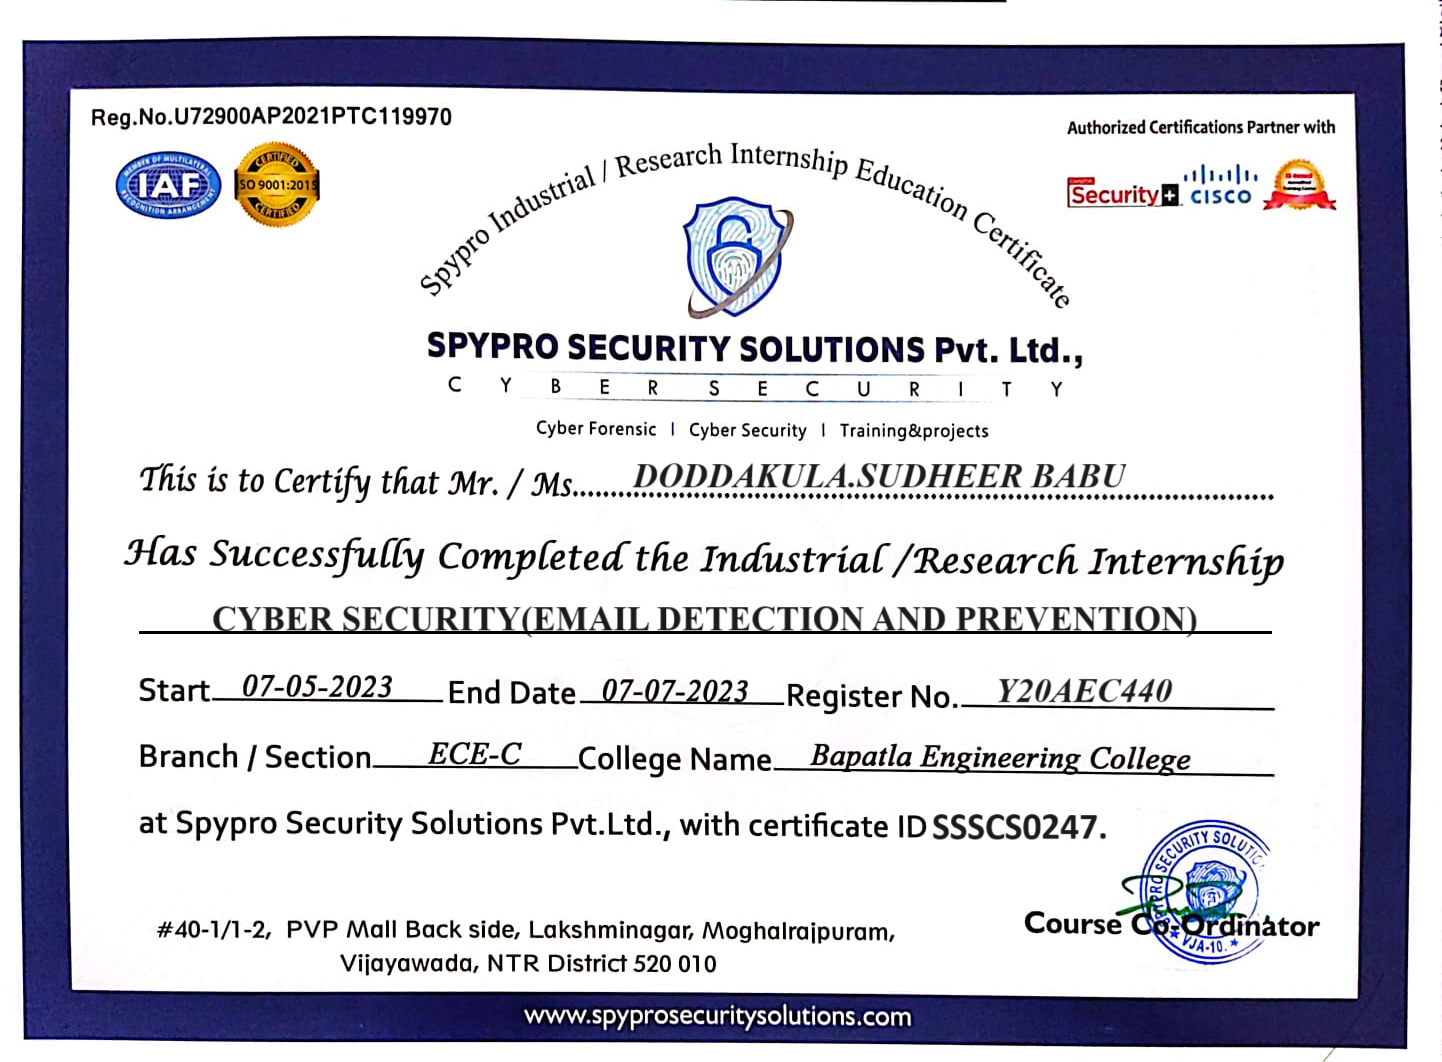 Reg.No.U72900AP2021PTC119970
MEMBER OF MULTILATERAL
IAF
RECOGNITION ARRANGEMENT
CERTIFIED
ISO 9001:2015
CERTIFIED
Authorized Certifications Partner with
Security+
CISCO
Spypro Industrial / Research Internship Education Certificate
SPYPRO SECURITY SOLUTIONS Pvt. Ltd.,
CYBER SECURITY
Cyber Forensic | Cyber Security | Training&projects
This is to Certify that Mr. / Ms.......DODDAKULA.SUDHEER BABU
Has Successfully Completed the Industrial /Research Internship
CYBER SECURITY(EMAIL DETECTION AND PREVENTION)
Start 07-05-2023 End Date 07-07-2023 Register No. Y20AEC440
Branch / Section ECE-C College Name Bapatla Engineering College
at Spypro Security Solutions Pvt.Ltd., with certificate ID SSSCS0247.
VJA-10.
Course Co-Ordinator
#40-1/1-2, PVP Mall Back side, Lakshminagar, Moghalrajpuram,
Vijayawada, NTR District 520 010
www.spyprosecuritysolutions.com